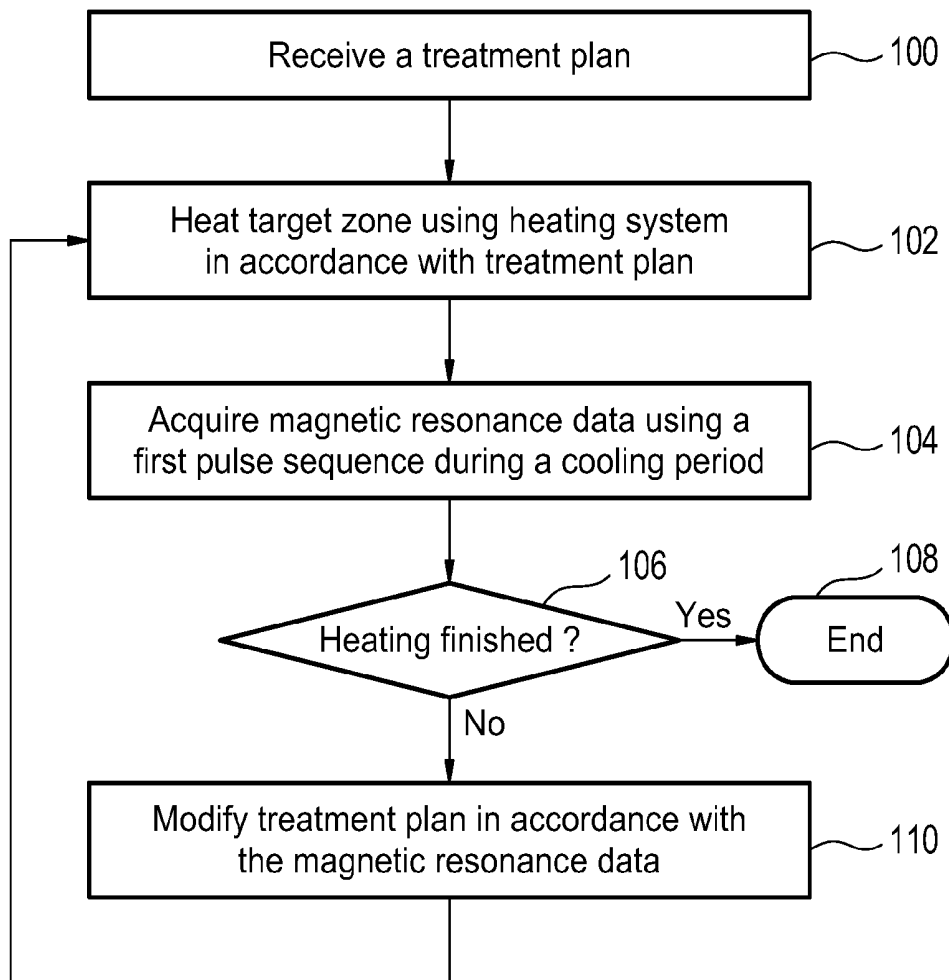 Receive a treatment plan
100
Heat target zone using heating system
in accordance with treatment plan
102
Acquire magnetic resonance data using a
first pulse sequence during a cooling period
104
106
108
Heating finished ?
Yes
End
No
Modify treatment plan in accordance with
the magnetic resonance data
110